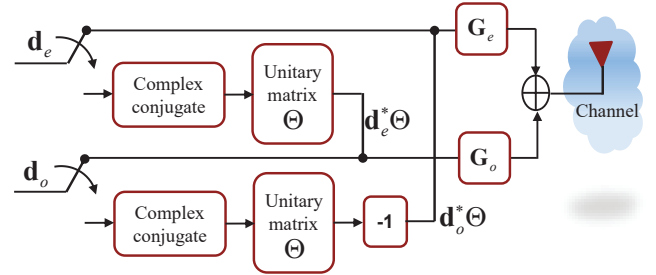 d_e
Complex
conjugate
Unitary
matrix
Θ
d_e^*Θ
G_e
Channel
d_o
Complex
conjugate
Unitary
matrix
Θ
-1
d_o^*Θ
G_o